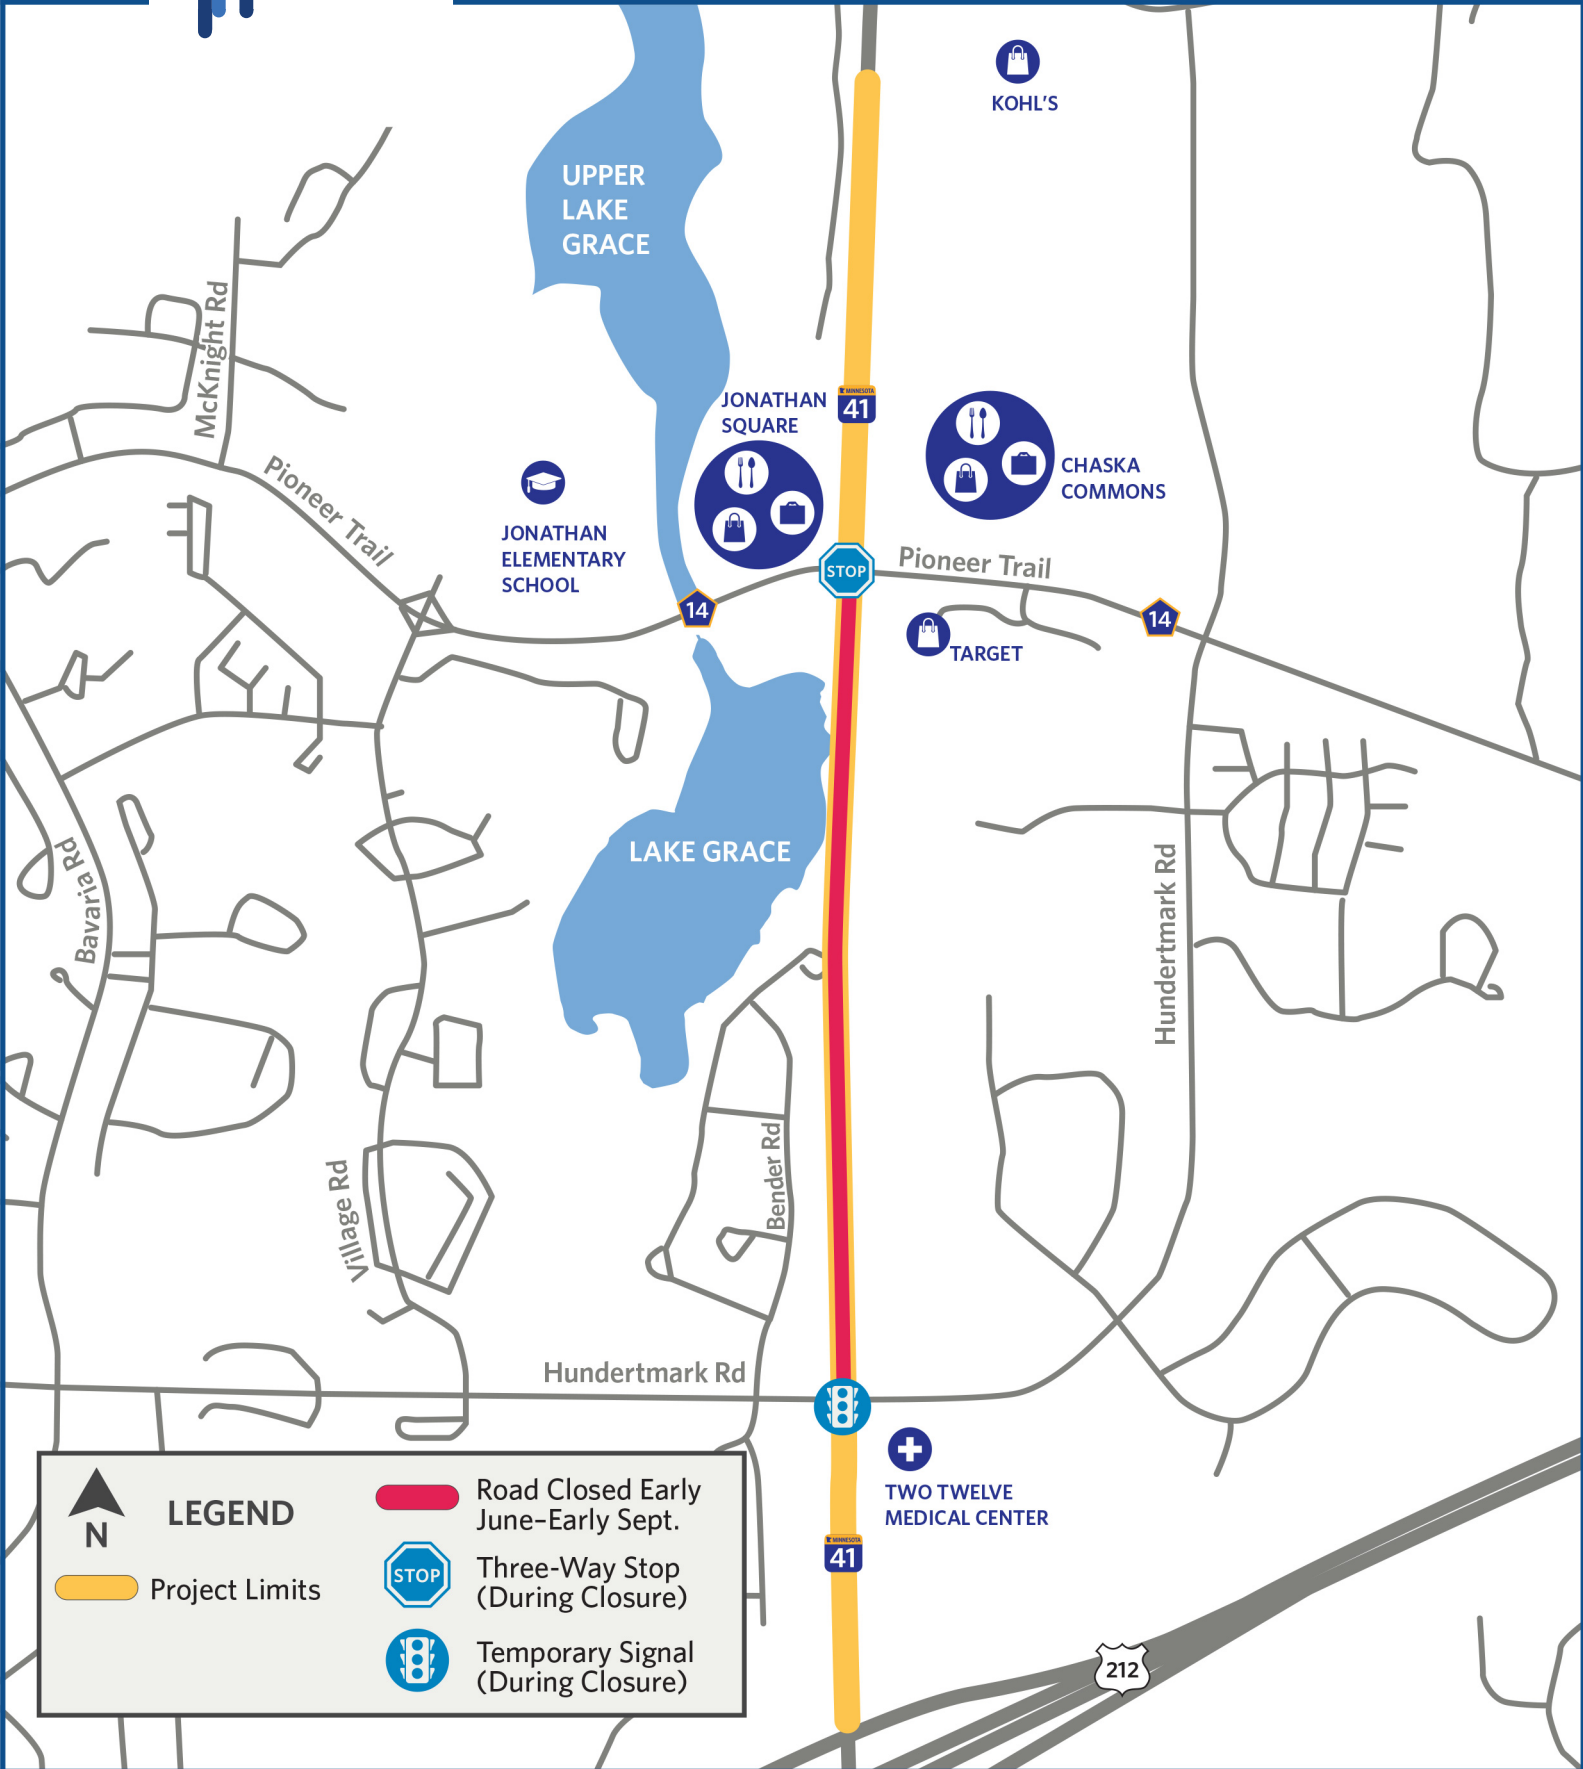 KOHL'S
UPPER
LAKE
GRACE
McKnight Rd
JONATHAN
SQUARE
MINNESOTA
41
CHASKA
COMMONS
Pioneer Trail
JONATHAN
ELEMENTARY
SCHOOL
STOP
Pioneer Trail
14
14
TARGET
LAKE GRACE
Bavaria Rd
Hundertmark Rd
Bender Rd
Village Rd
Hundertmark Rd
TWO TWELVE
MEDICAL CENTER
MINNESOTA
41
212
N
LEGEND
Project Limits
Road Closed Early
June–Early Sept.
STOP
Three-Way Stop
(During Closure)
Temporary Signal
(During Closure)